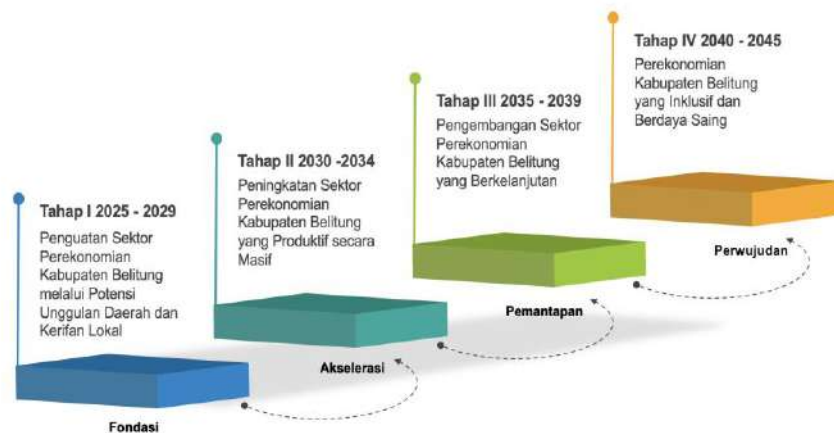 Tahap I 2025 - 2029
Penguatan Sektor
Perekonomian
Kabupaten Belitung
melalui Potensi
Unggulan Daerah dan
Kerifan Lokal
Fondasi
Tahap II 2030 -2034
Peningkatan Sektor
Perekonomian
Kabupaten Belitung
yang Produktif secara
Masif
Akselerasi
Tahap III 2035 - 2039
Pengembangan Sektor
Perekonomian
Kabupaten Belitung
yang Berkelanjutan
Pemantapan
Tahap IV 2040 - 2045
Perekonomian
Kabupaten Belitung
yang Inklusif dan
Berdaya Saing
Perwujudan